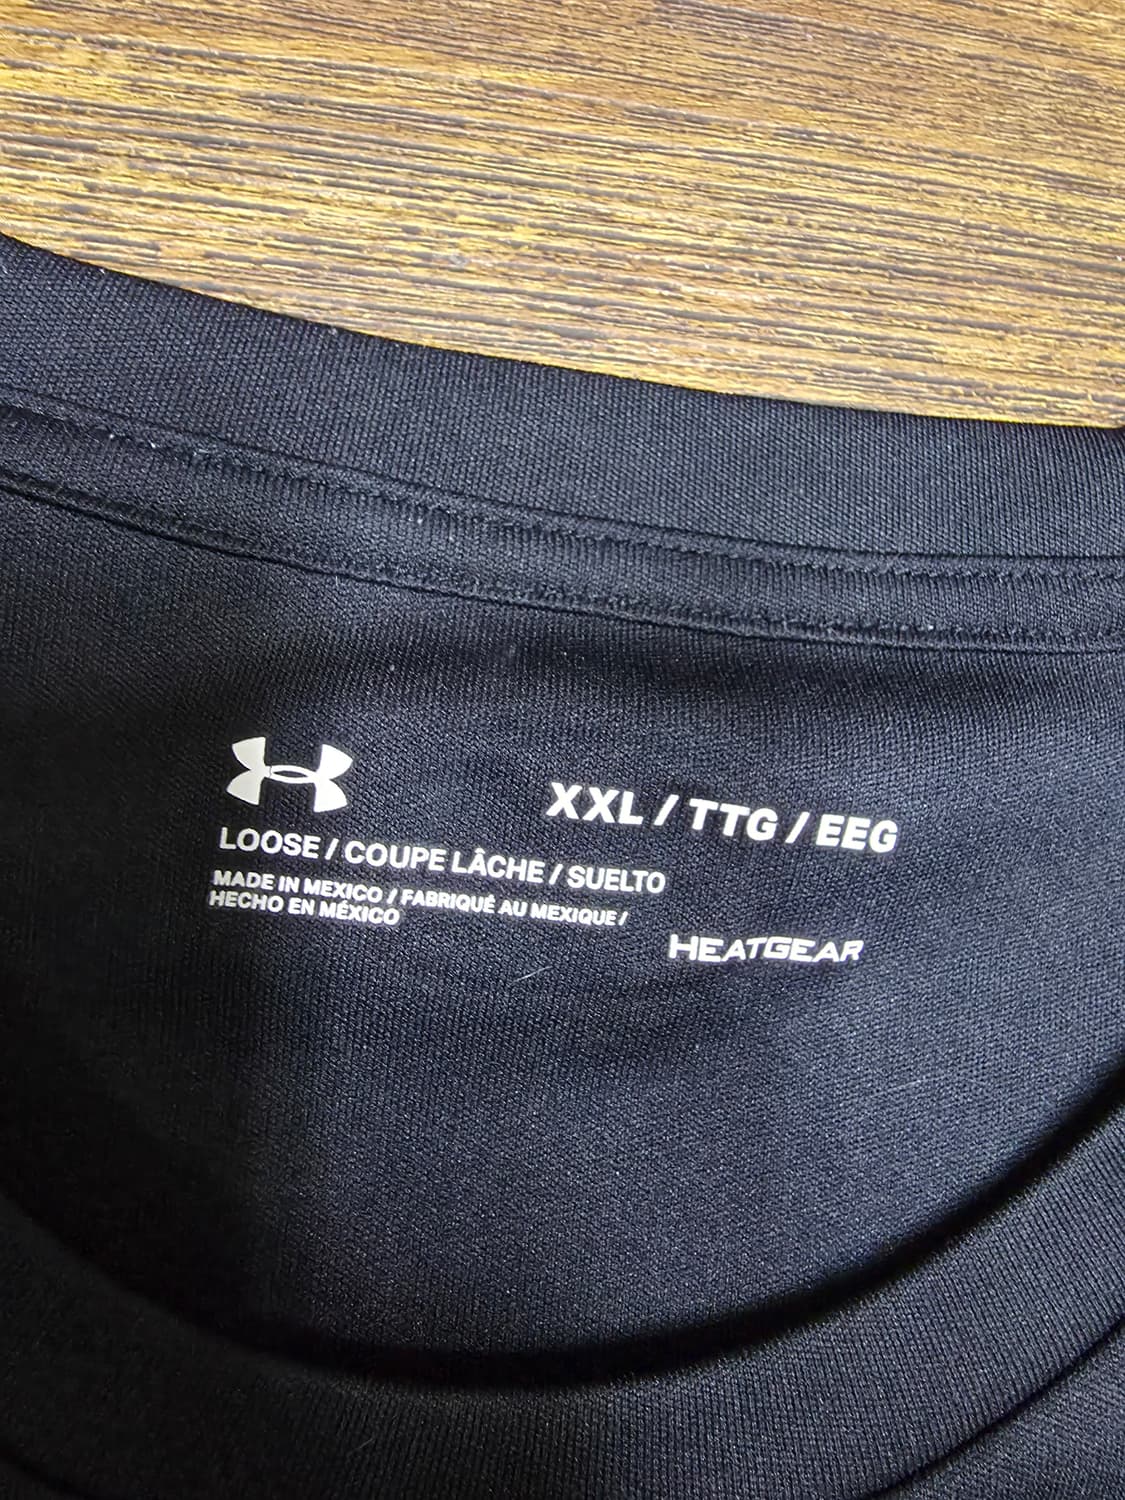 XXL / TTG / EEG
LOOSE / COUPE LÂCHE / SUELTO
MADE IN MEXICO / FABRIQUÉ AU MEXIQUE /
HECHO EN MÉXICO
HEATGEAR